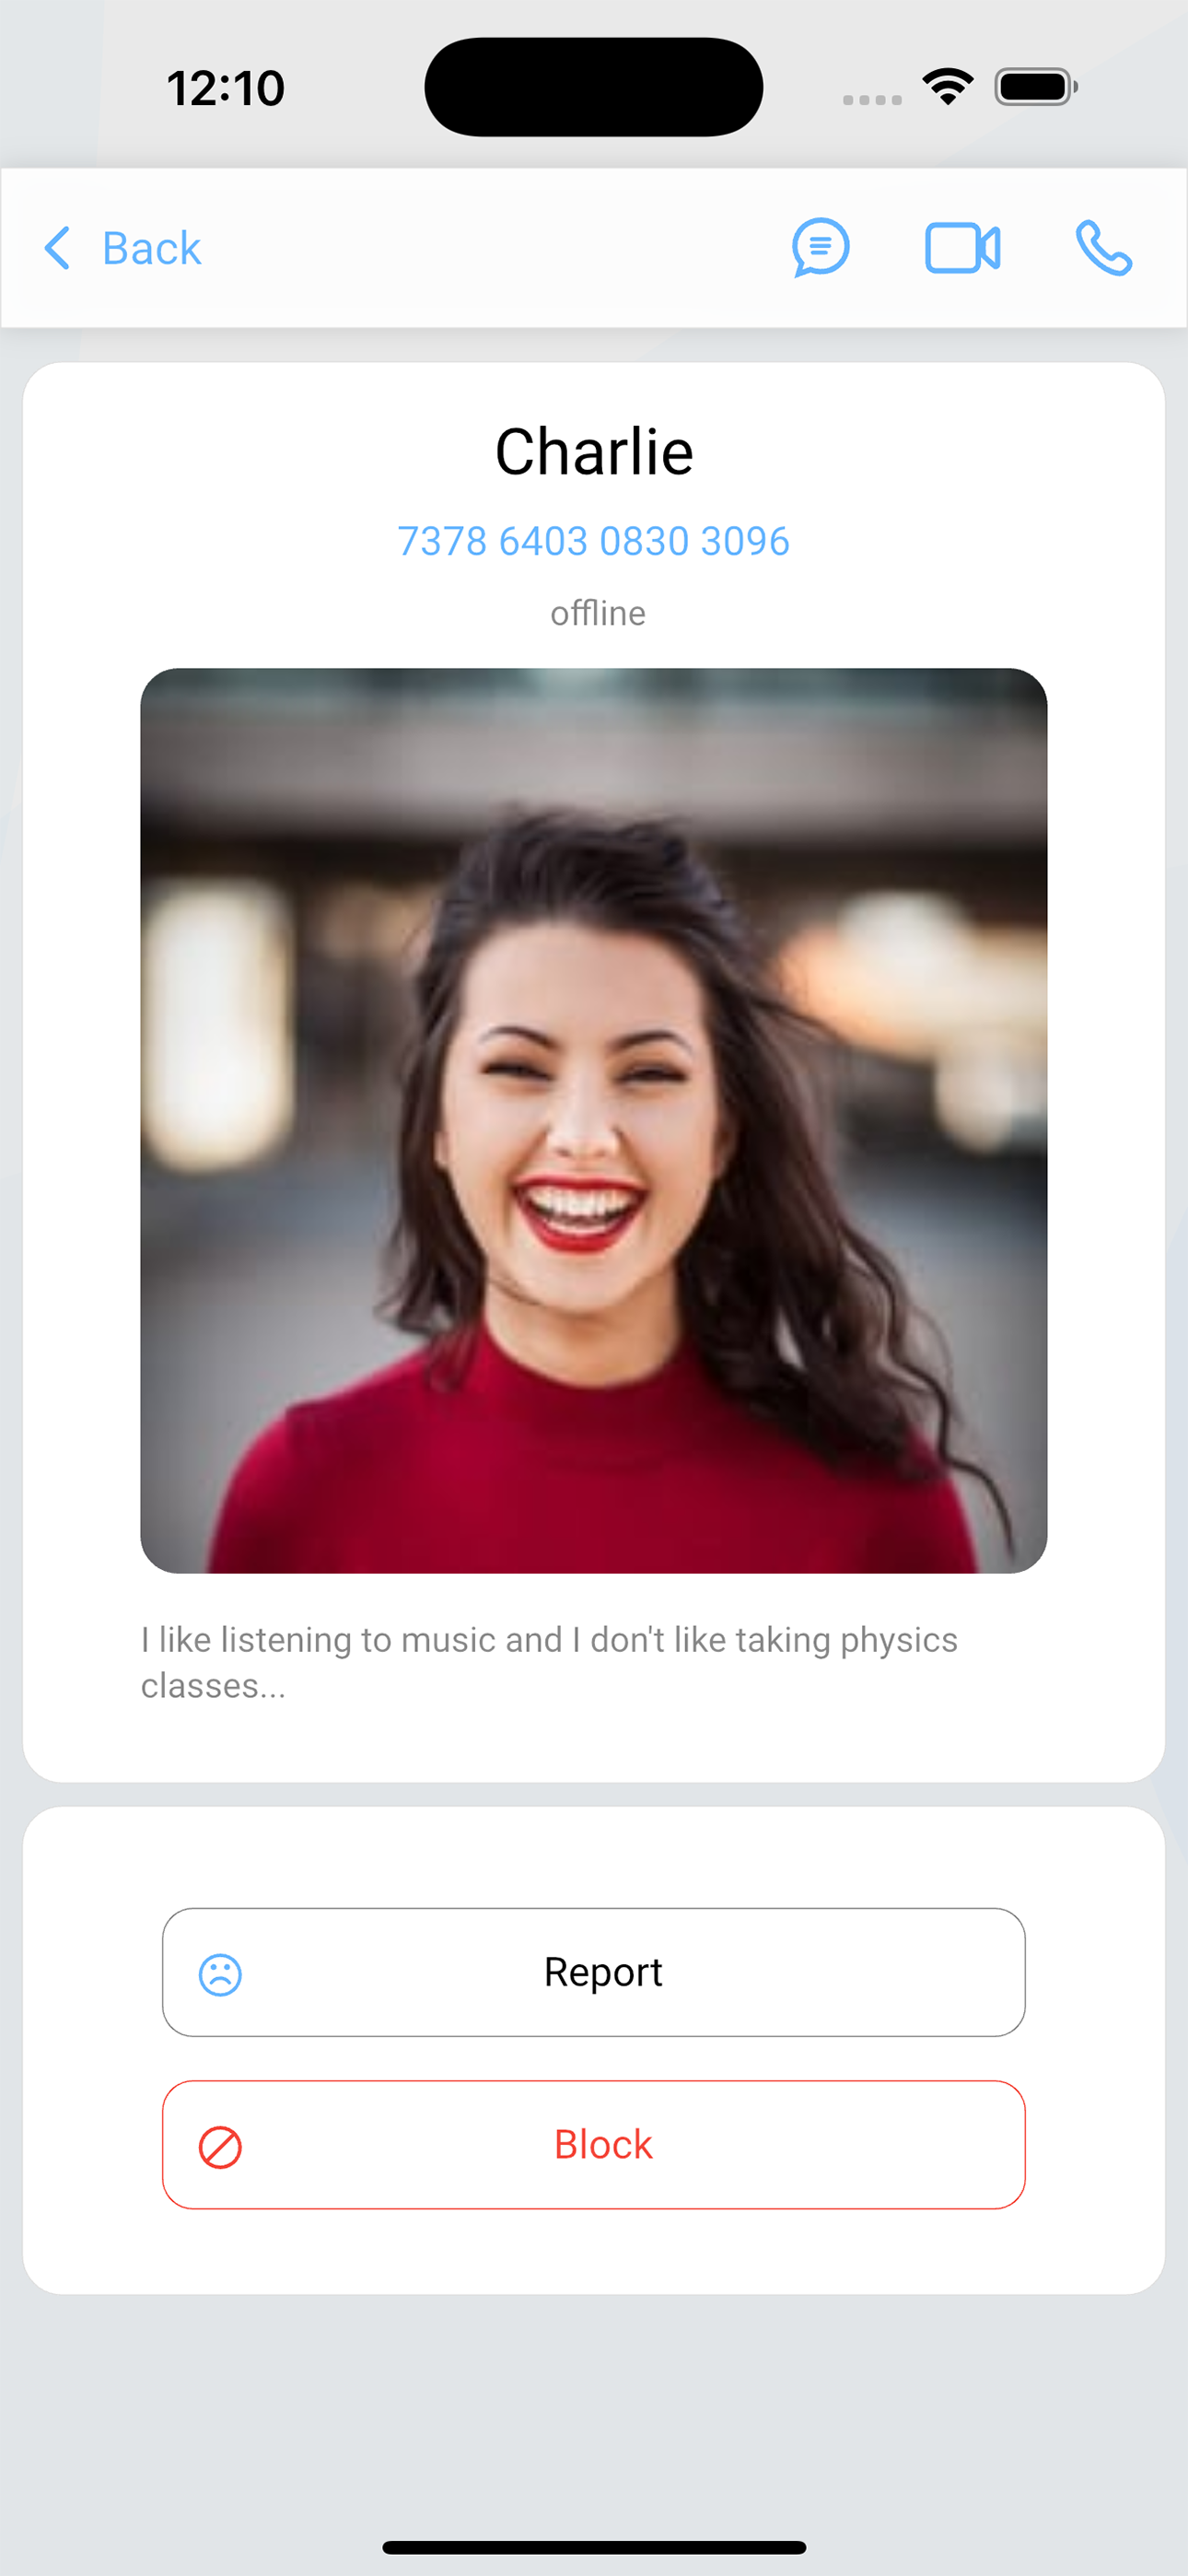 12:10
Back
Charlie
7378 6403 0830 3096
offline
I like listening to music and I don't like taking physics
classes...
Report
Block